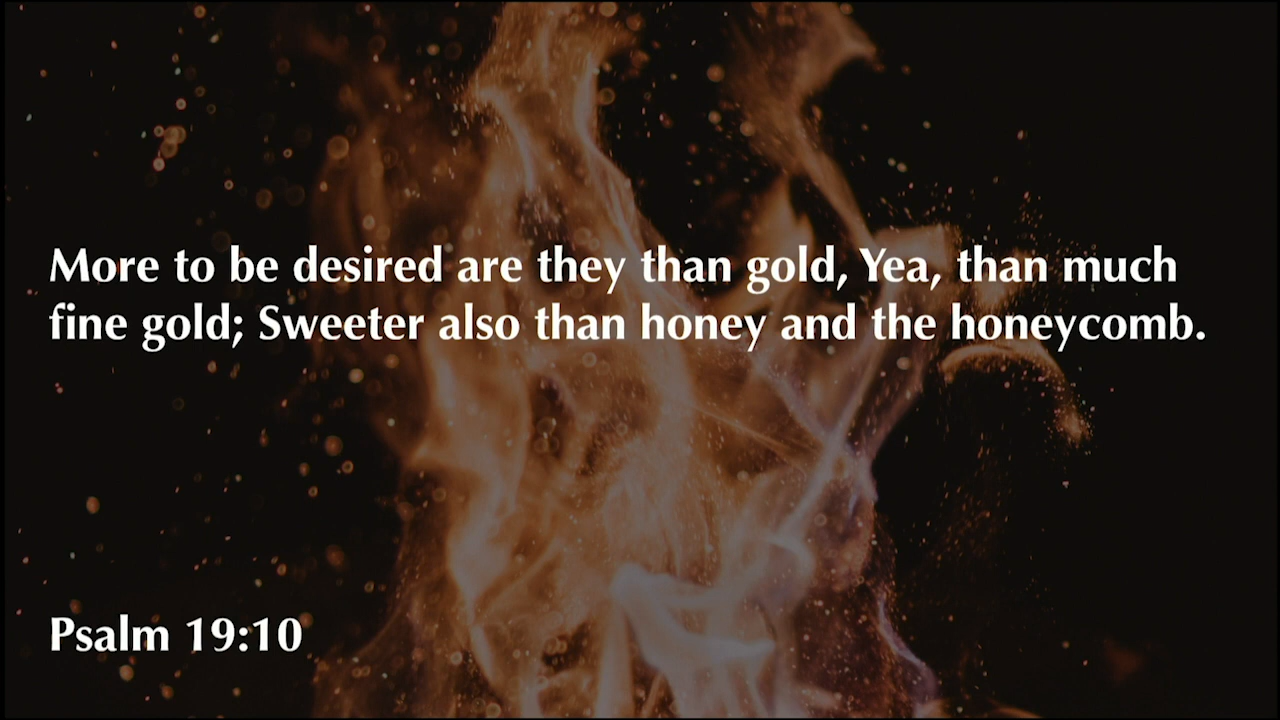 More to be desired are they than gold, Yea, than much
fine gold; Sweeter also than honey and the honeycomb.
Psalm 19:10